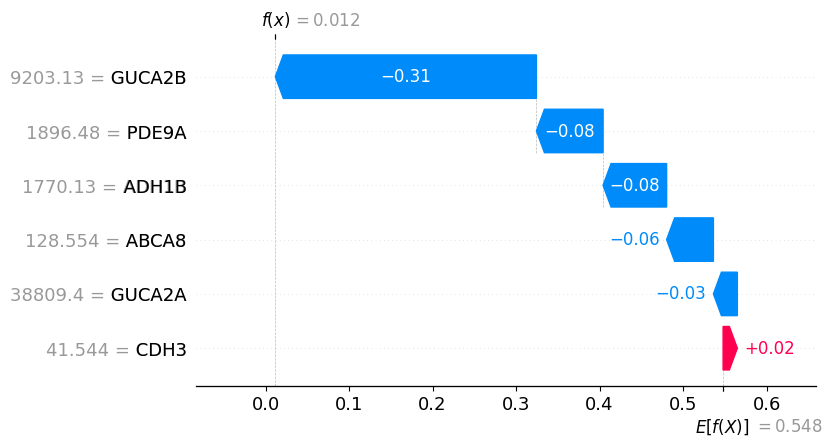 f(x) = 0.012
9203.13 = GUCA2B
−0.31
1896.48 = PDE9A
−0.08
1770.13 = ADH1B
−0.08
128.554 = ABCA8
−0.06
38809.4 = GUCA2A
−0.03
41.544 = CDH3
+0.02
0.0 0.1 0.2 0.3 0.4 0.5 0.6
E[f(X)] = 0.548